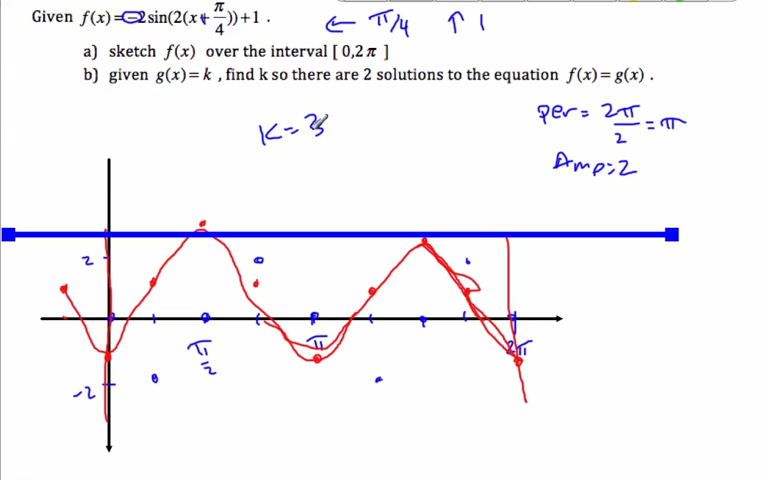 Given f(x)=−2sin(2(x+π/4))+1 . ← π/4 ↑ 1
a) sketch f(x) over the interval [0,2π]
b) given g(x)=k , find k so there are 2 solutions to the equation f(x)=g(x) .
Per = 2π/2 = π
K=3
Amp=2
2
π/2
π
2π
-2